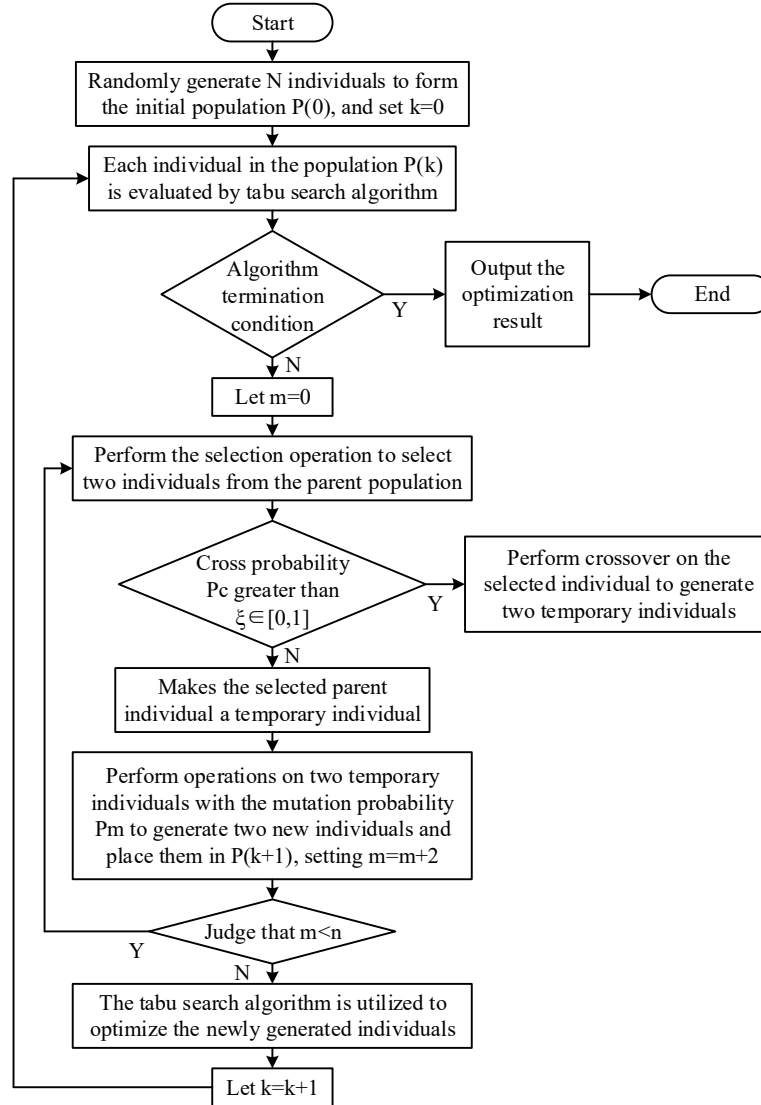 Start
Randomly generate N individuals to form
the initial population P(0), and set k=0
Each individual in the population P(k)
is evaluated by tabu search algorithm
Algorithm
termination
condition
Y
Output the
optimization
result
End
N
Let m=0
Perform the selection operation to select
two individuals from the parent population
Cross probability
Pc greater than
ξ∈[0,1]
Y
Perform crossover on the
selected individual to generate
two temporary individuals
N
Makes the selected parent
individual a temporary individual
Perform operations on two temporary
individuals with the mutation probability
Pm to generate two new individuals and
place them in P(k+1), setting m=m+2
Judge that m<n
Y
N
The tabu search algorithm is utilized to
optimize the newly generated individuals
Let k=k+1